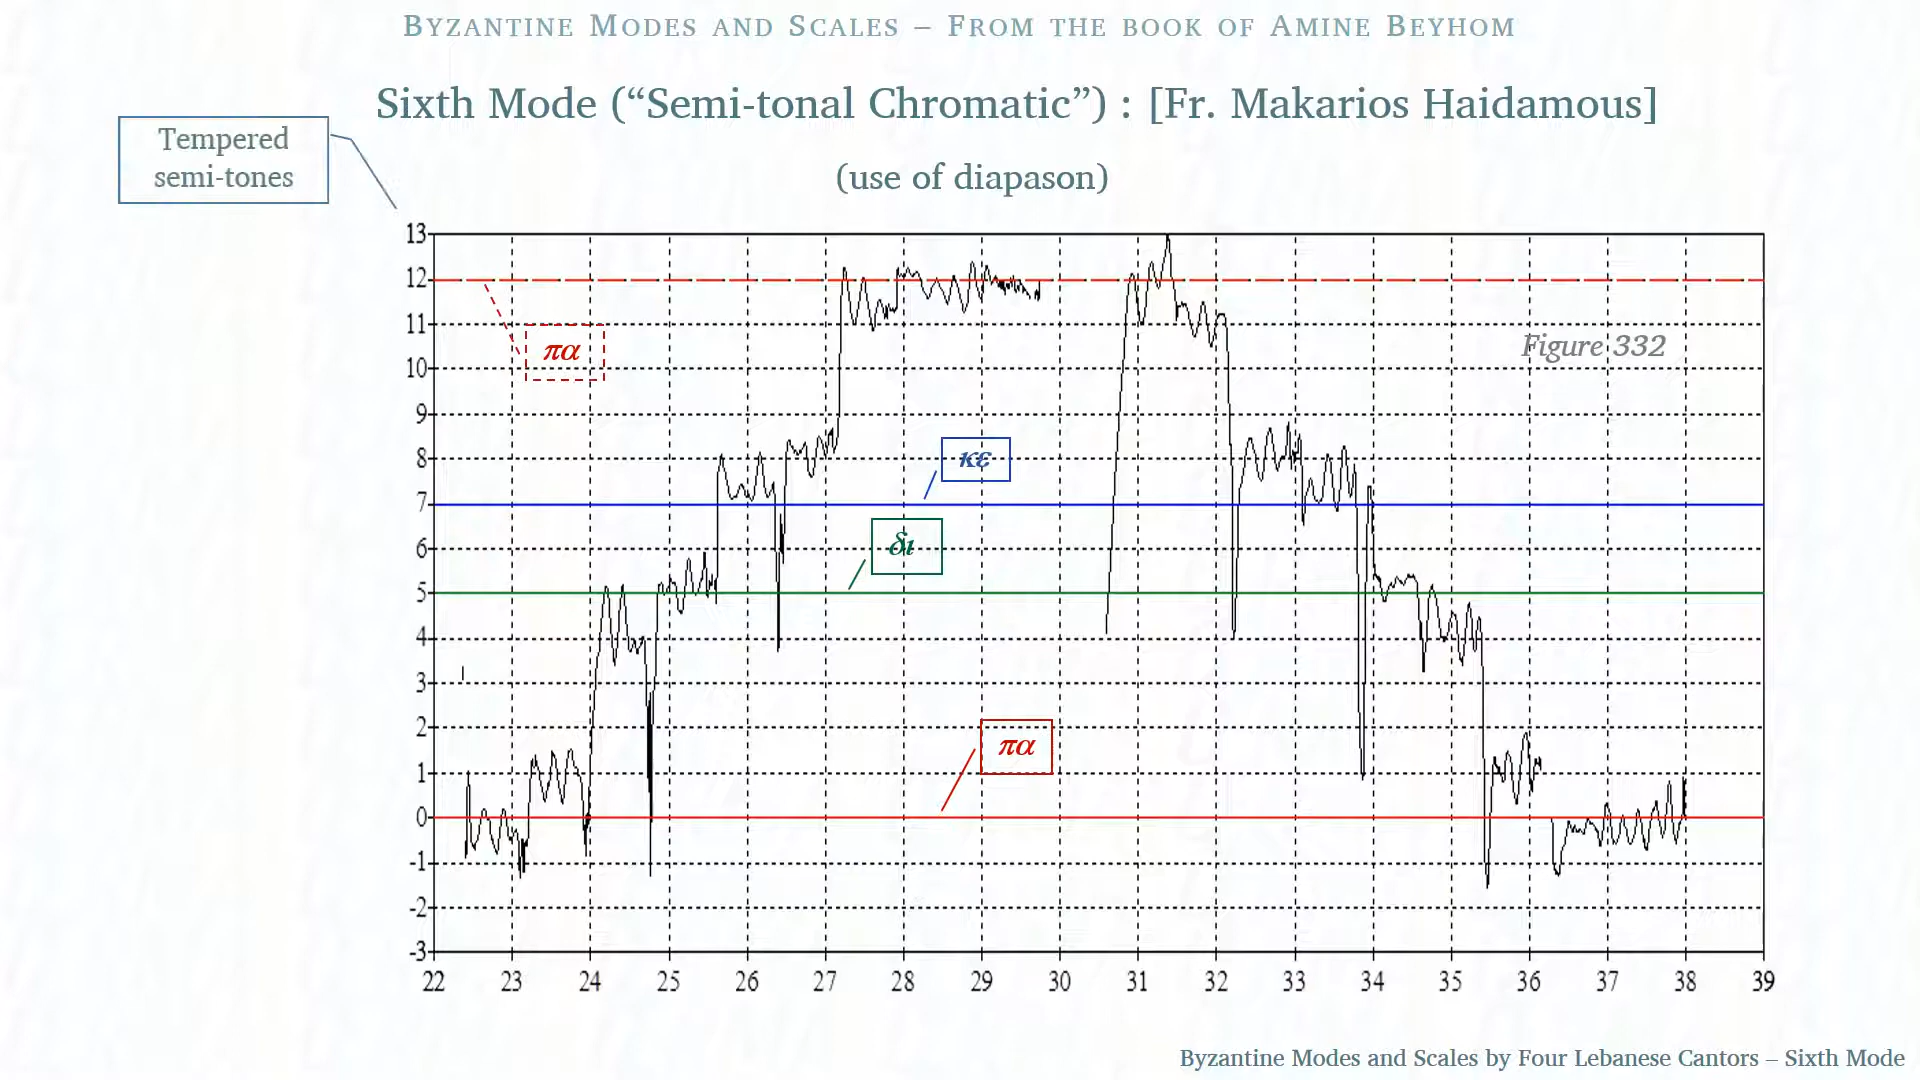 BYZANTINE MODES AND SCALES – FROM THE BOOK OF AMINE BEYHOM
Sixth Mode (“Semi-tonal Chromatic”) : [Fr. Makarios Haidamous]
(use of diapason)
Tempered
semi-tones
13
12
11
10
9
8
7
6
5
4
3
2
1
0
-1
-2
-3
πα
Figure 332
κε
δι
πα
22 23 24 25 26 27 28 29 30 31 32 33 34 35 36 37 38 39
Byzantine Modes and Scales by Four Lebanese Cantors – Sixth Mode